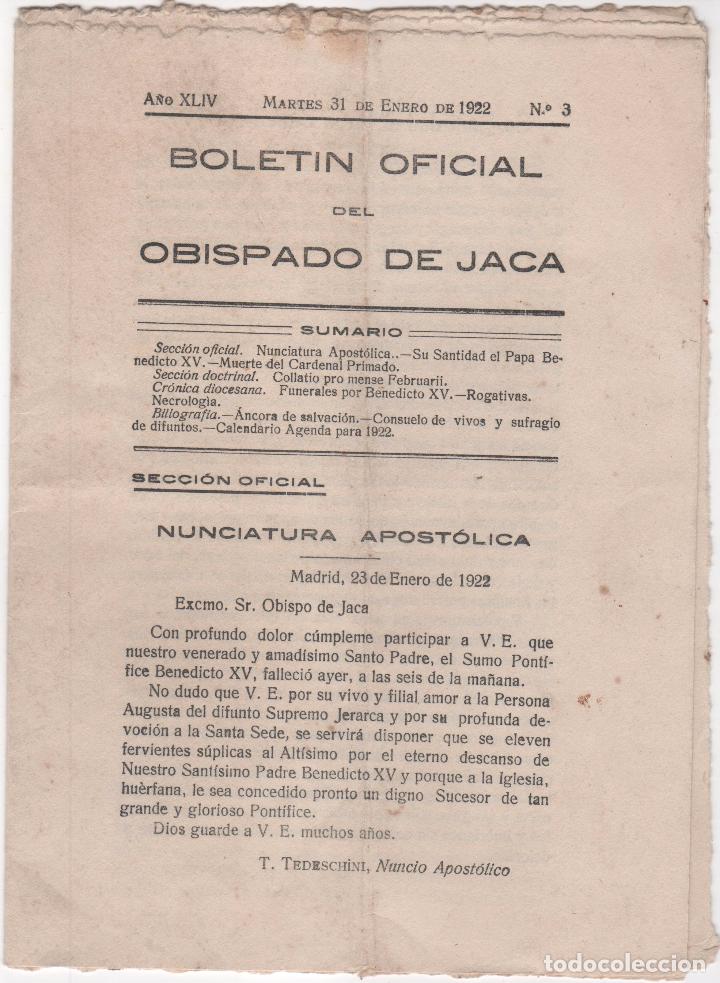 AÑO XLIV MARTES 31 DE ENERO DE 1922 N.º 3
BOLETIN OFICIAL
DEL
OBISPADO DE JACA
SUMARIO
Sección oficial. Nunciatura Apostólica..—Su Santidad el Papa Be-
nedicto XV.—Muerte del Cardenal Primado.
Sección doctrinal. Collatio pro mense Februarii.
Crónica diocesana. Funerales por Benedicto XV.—Rogativas.
Necrología.
Biliografía.—Áncora de salvación.—Consuelo de vivos y sufragio
de difuntos.—Calendario Agenda para 1922.
SECCIÓN OFICIAL
NUNCIATURA APOSTÓLICA
Madrid, 23 de Enero de 1922
Excmo. Sr. Obispo de Jaca
Con profundo dolor cúmpleme participar a V. E. que
nuestro venerado y amadísimo Santo Padre, el Sumo Pontí-
fice Benedicto XV, falleció ayer, a las seis de la mañana.
No dudo que V. E. por su vivo y filial amor a la Persona
Augusta del difunto Supremo Jerarca y por su profunda de-
voción a la Santa Sede, se servirá disponer que se eleven
fervientes súplicas al Altísimo por el eterno descanso de
Nuestro Santísimo Padre Benedicto XV y porque a la Iglesia,
huèrfana, le sea concedido pronto un digno Sucesor de tan
grande y glorioso Pontífice.
Dios guarde a V. E. muchos años.
T. TEDESCHINI, Nuncio Apostólico
todocoleccion